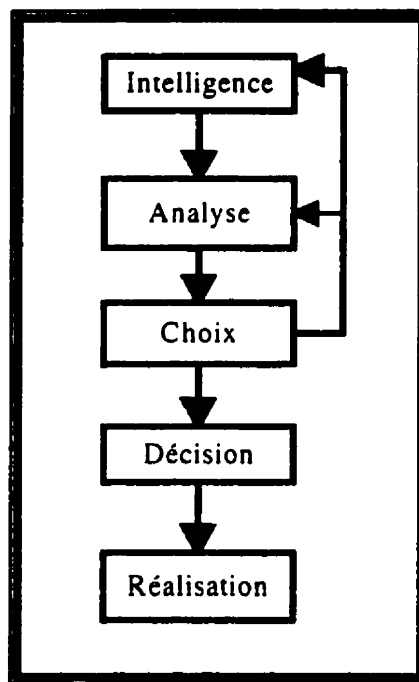 Intelligence
Analyse
Choix
Décision
Réalisation